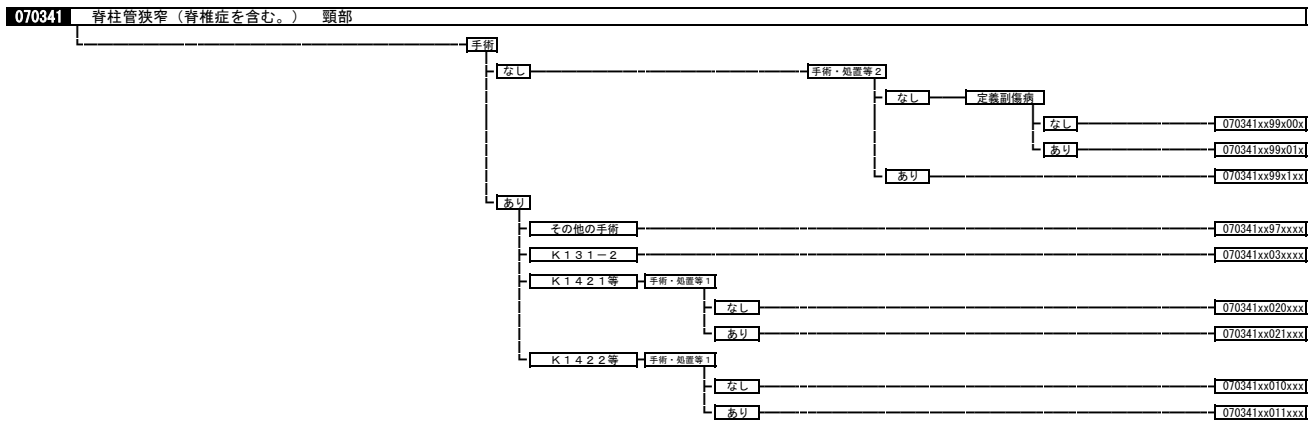 070341 脊柱管狭窄（脊椎症を含む。） 頸部
手術
なし 手術・処置等２
なし 定義副傷病
なし 070341xx99x00x
あり 070341xx99x01x
あり 070341xx99x1xx
あり
その他の手術 070341xx97xxxx
Ｋ１３１－２ 070341xx03xxxx
Ｋ１４２１等 手術・処置等１
なし 070341xx020xxx
あり 070341xx021xxx
Ｋ１４２２等 手術・処置等１
なし 070341xx010xxx
あり 070341xx011xxx